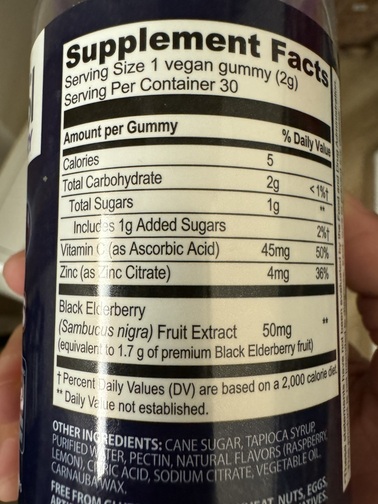 Supplement Facts
Serving Size 1 vegan gummy (2g)
Serving Per Container 30
Amount per Gummy % Daily Value
Calories 5
Total Carbohydrate 2g <1%†
Total Sugars 1g **
Includes 1g Added Sugars 2%†
Vitamin C (as Ascorbic Acid) 45mg 50%
Zinc (as Zinc Citrate) 4mg 36%
Black Elderberry
(Sambucus nigra) Fruit Extract 50mg **
(equivalent to 1.7 g of premium Black Elderberry fruit)
† Percent Daily Values (DV) are based on a 2,000 calorie diet.
** Daily Value not established.
OTHER INGREDIENTS: CANE SUGAR, TAPIOCA SYRUP,
PURIFIED WATER, PECTIN, NATURAL FLAVORS (RASPBERRY,
LEMON), CITRIC ACID, SODIUM CITRATE, VEGETABLE OIL,
CARNAUBA WAX.
FREE FROM NUTS, EGGS,